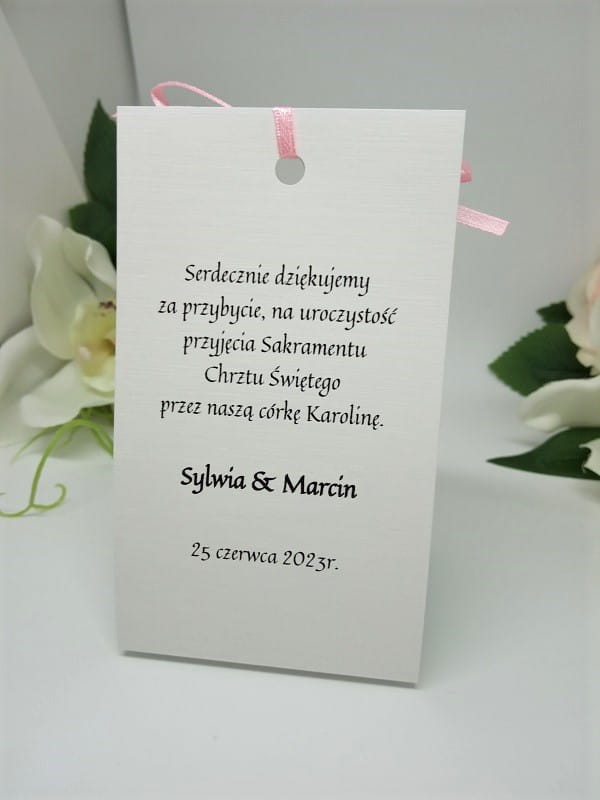 Serdecznie dziękujemy
za przybycie, na uroczystość
przyjęcia Sakramentu
Chrztu Świętego
przez naszą córkę Karolinę.
Sylwia & Marcin
25 czerwca 2023r.